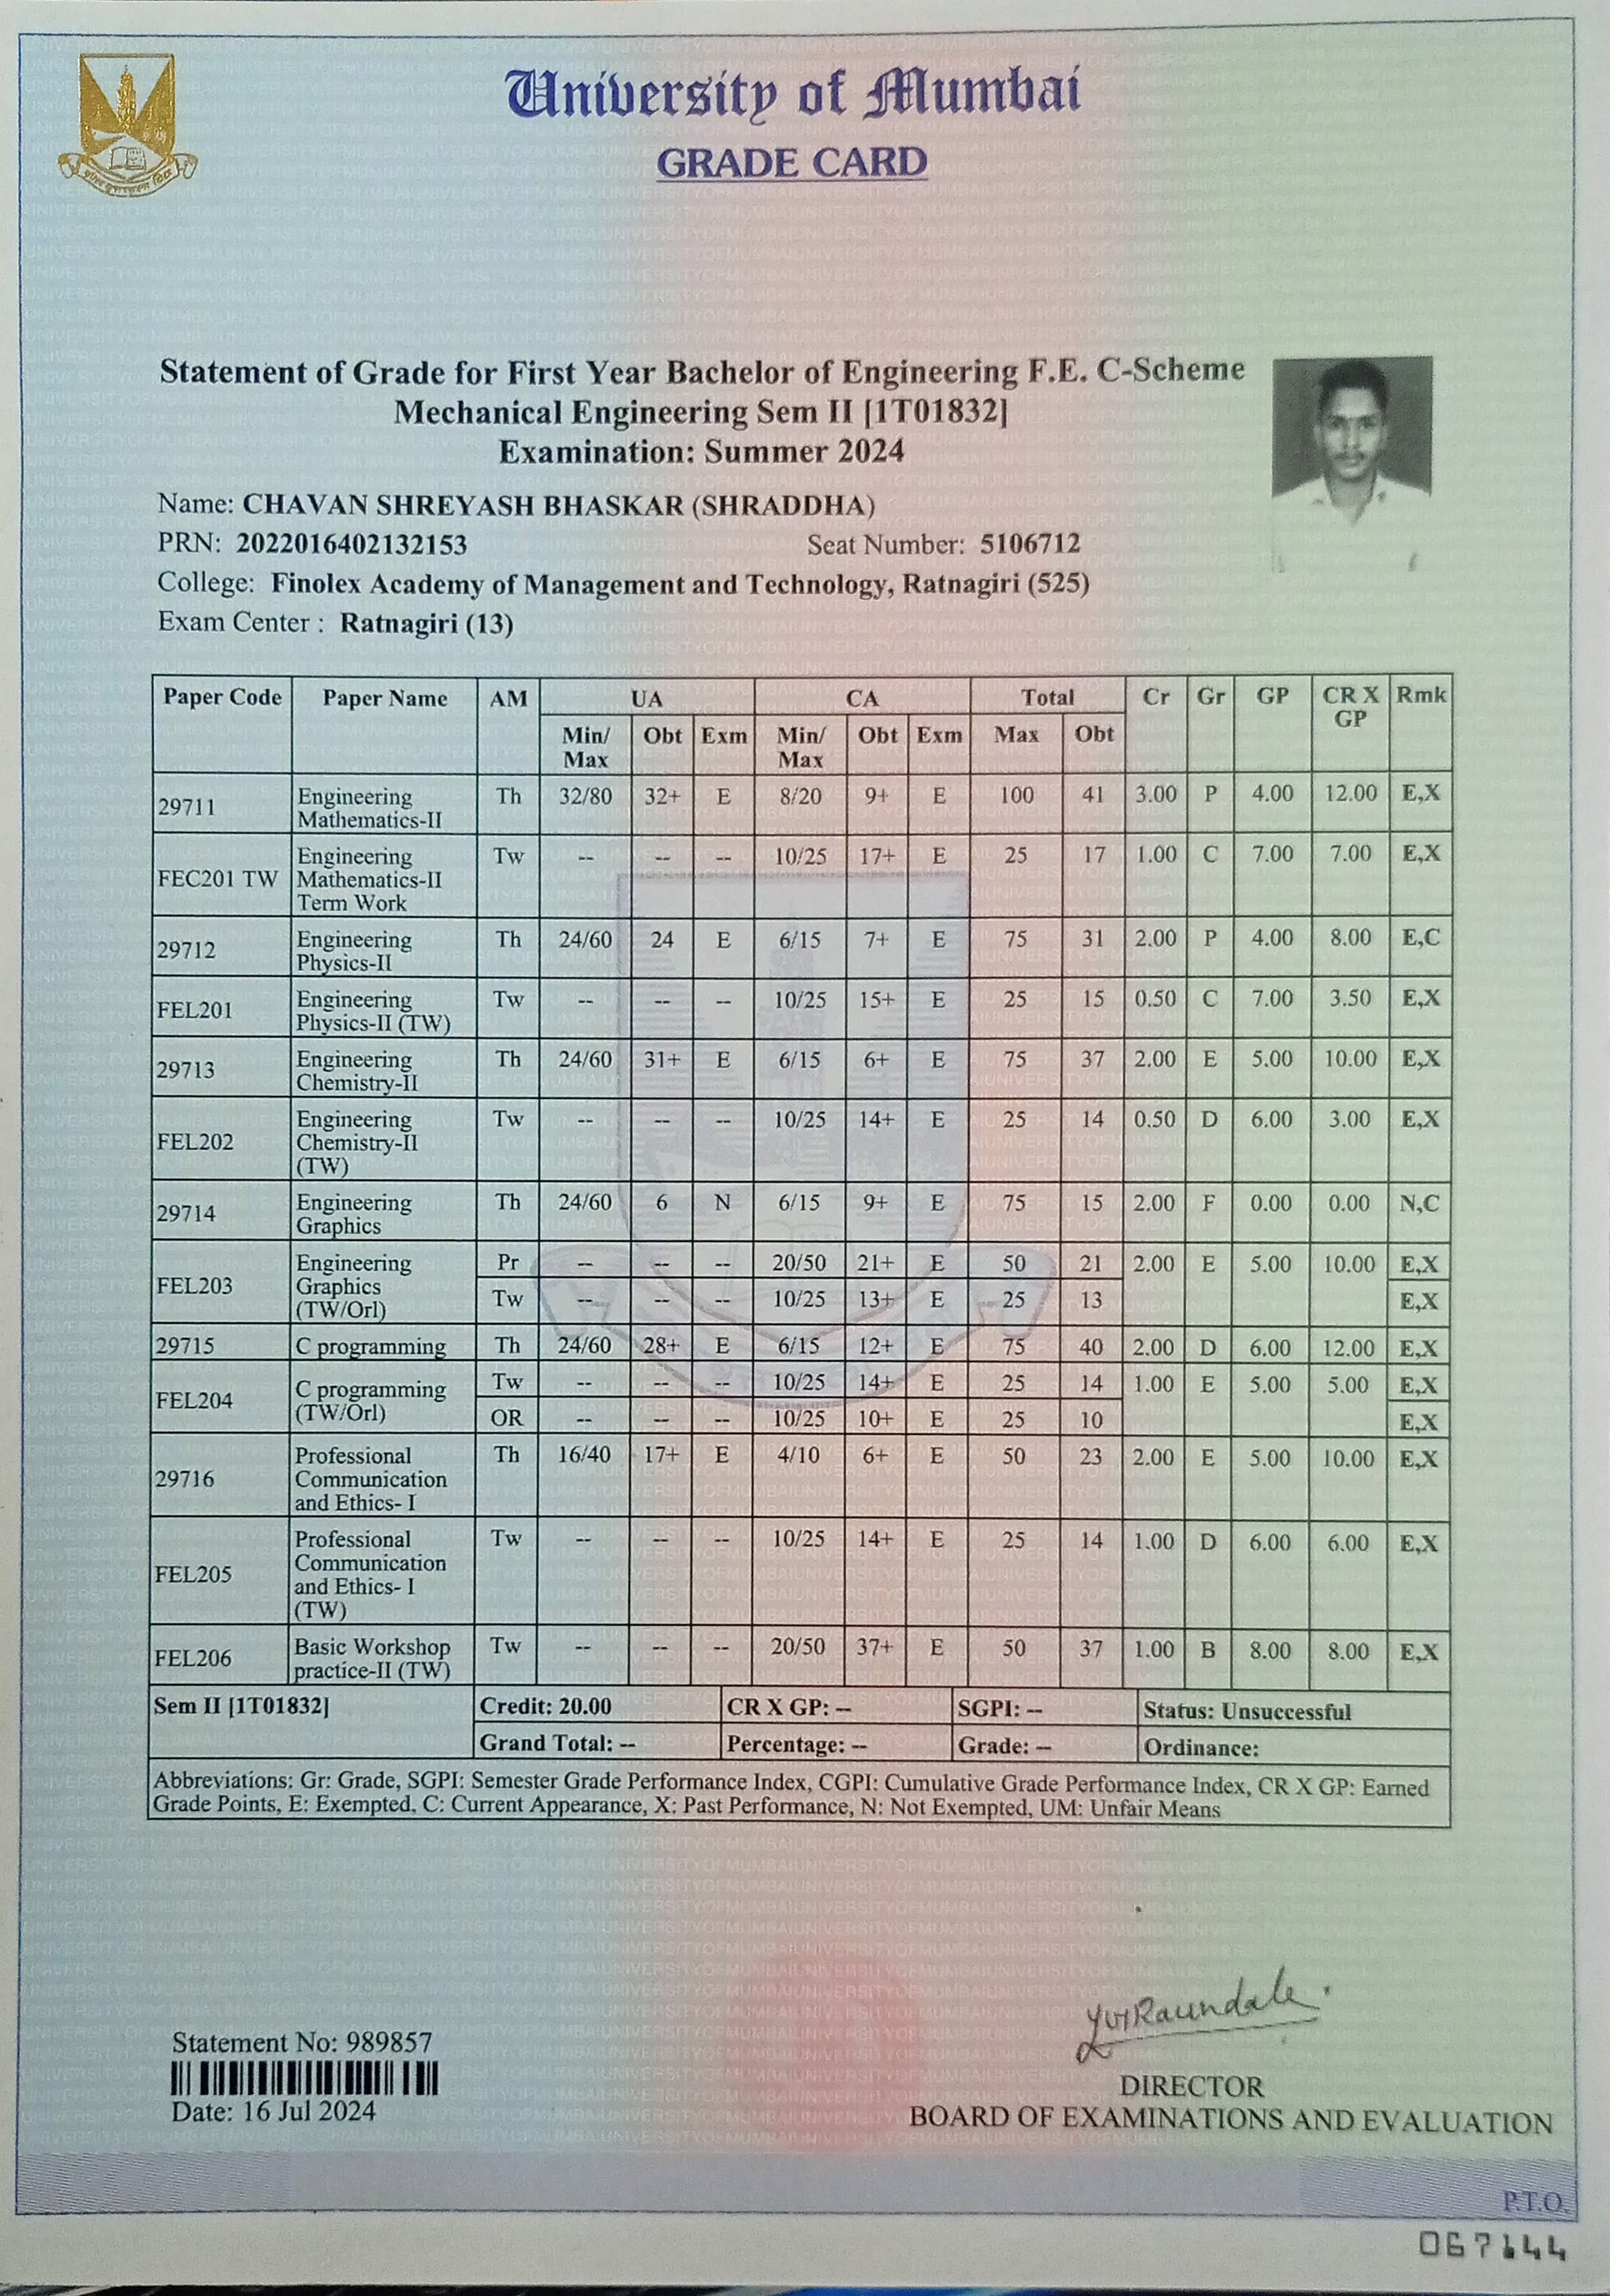 University of Mumbai
GRADE CARD
Statement of Grade for First Year Bachelor of Engineering F.E. C-Scheme
Mechanical Engineering Sem II [1T01832]
Examination: Summer 2024
Name: CHAVAN SHREYASH BHASKAR (SHRADDHA)
PRN: 2022016402132153 Seat Number: 5106712
College: Finolex Academy of Management and Technology, Ratnagiri (525)
Exam Center : Ratnagiri (13)
Paper Code Paper Name AM UA CA Total Cr Gr GP CR X GP Rmk
Min/Max Obt Exm Min/Max Obt Exm Max Obt
29711 Engineering Mathematics-II Th 32/80 32+ E 8/20 9+ E 100 41 3.00 P 4.00 12.00 E,X
FEC201 TW Engineering Mathematics-II Term Work Tw -- -- -- 10/25 17+ E 25 17 1.00 C 7.00 7.00 E,X
29712 Engineering Physics-II Th 24/60 24 E 6/15 7+ E 75 31 2.00 P 4.00 8.00 E,C
FEL201 Engineering Physics-II (TW) Tw -- -- -- 10/25 15+ E 25 15 0.50 C 7.00 3.50 E,X
29713 Engineering Chemistry-II Th 24/60 31+ E 6/15 6+ E 75 37 2.00 E 5.00 10.00 E,X
FEL202 Engineering Chemistry-II (TW) Tw -- -- -- 10/25 14+ E 25 14 0.50 D 6.00 3.00 E,X
29714 Engineering Graphics Th 24/60 6 N 6/15 9+ E 75 15 2.00 F 0.00 0.00 N,C
FEL203 Engineering Graphics (TW/Orl) Pr -- -- -- 20/50 21+ E 50 21 2.00 E 5.00 10.00 E,X
Tw -- -- -- 10/25 13+ E 25 13 E,X
29715 C programming Th 24/60 28+ E 6/15 12+ E 75 40 2.00 D 6.00 12.00 E,X
FEL204 C programming (TW/Orl) Tw -- -- -- 10/25 14+ E 25 14 1.00 E 5.00 5.00 E,X
OR -- -- -- 10/25 10+ E 25 10 E,X
29716 Professional Communication and Ethics- I Th 16/40 17+ E 4/10 6+ E 50 23 2.00 E 5.00 10.00 E,X
FEL205 Professional Communication and Ethics- I (TW) Tw -- -- -- 10/25 14+ E 25 14 1.00 D 6.00 6.00 E,X
FEL206 Basic Workshop practice-II (TW) Tw -- -- -- 20/50 37+ E 50 37 1.00 B 8.00 8.00 E,X
Sem II [1T01832] Credit: 20.00 CR X GP: -- SGPI: -- Status: Unsuccessful
Grand Total: -- Percentage: -- Grade: -- Ordinance:
Abbreviations: Gr: Grade, SGPI: Semester Grade Performance Index, CGPI: Cumulative Grade Performance Index, CR X GP: Earned
Grade Points, E: Exempted, C: Current Appearance, X: Past Performance, N: Not Exempted, UM: Unfair Means
Statement No: 989857
Date: 16 Jul 2024
DIRECTOR
BOARD OF EXAMINATIONS AND EVALUATION
P.T.O.
067144